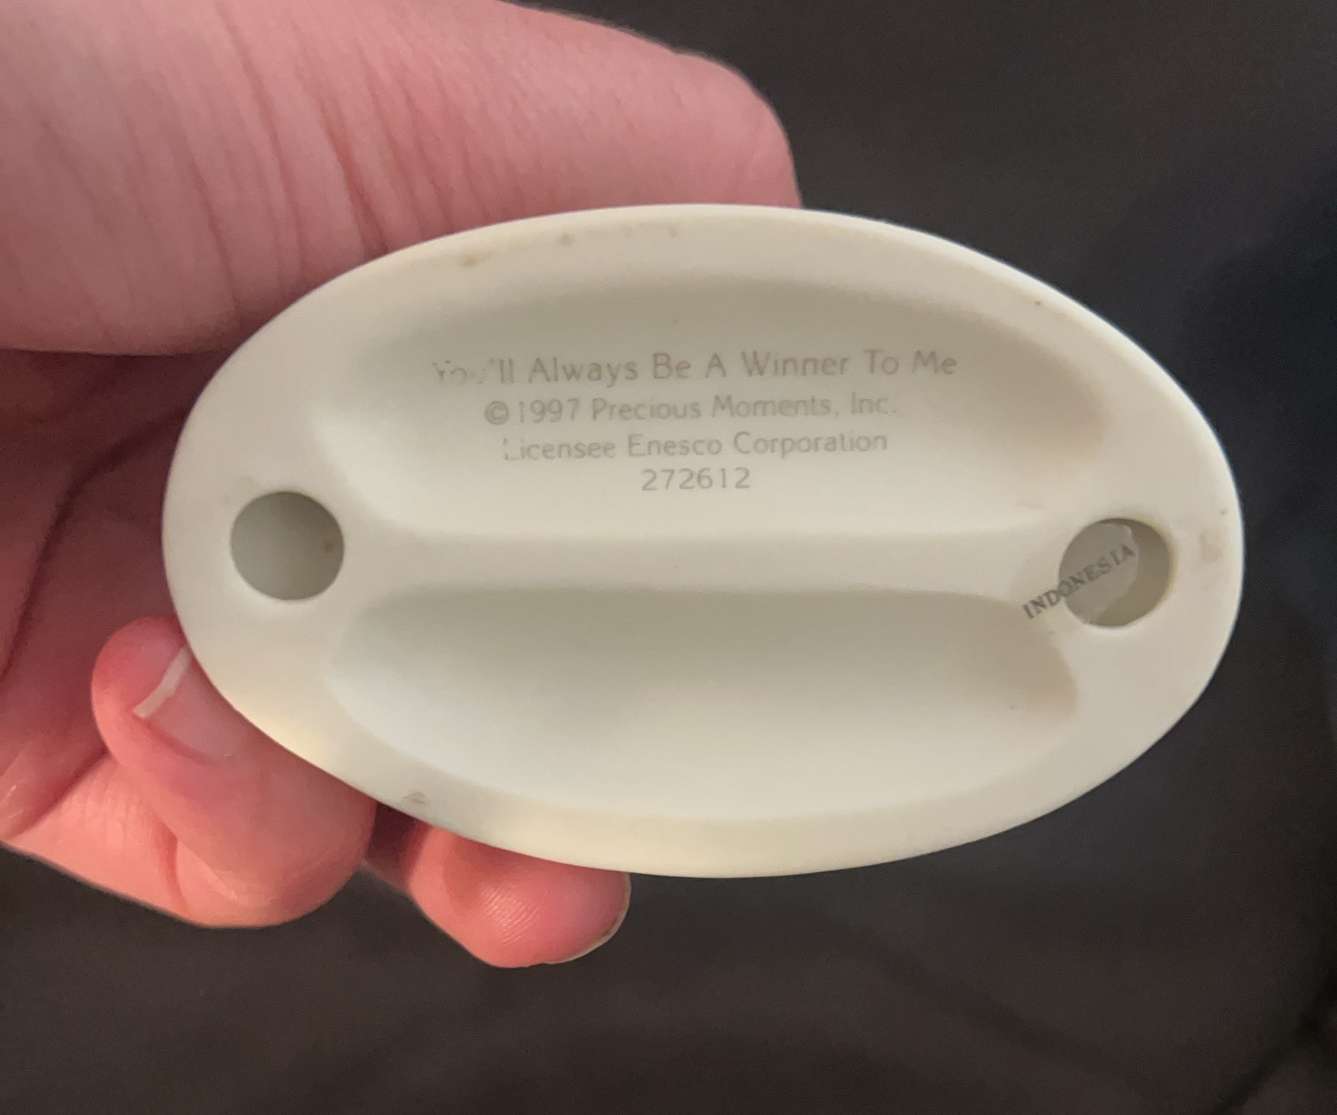 You'll Always Be A Winner To Me
©1997 Precious Moments, Inc.
Licensee Enesco Corporation
272612
INDONESIA